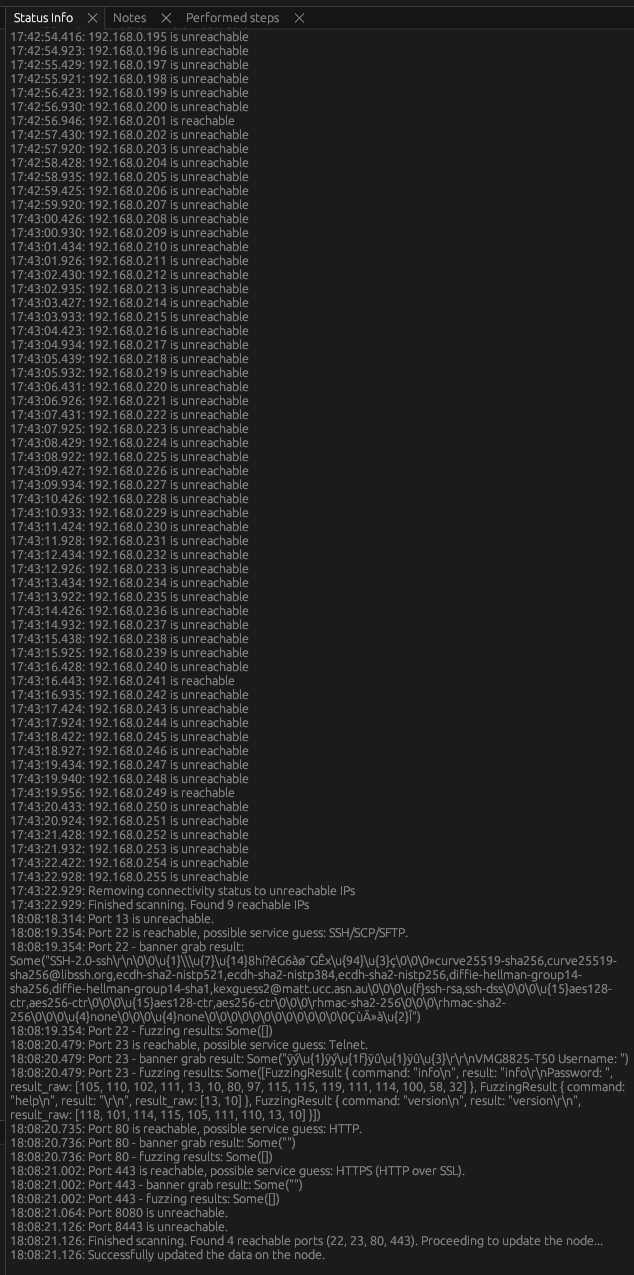 Status Info
Notes
Performed steps
17:42:54.416: 192.168.0.195 is unreachable
17:42:54.923: 192.168.0.196 is unreachable
17:42:55.429: 192.168.0.197 is unreachable
17:42:55.921: 192.168.0.198 is unreachable
17:42:56.423: 192.168.0.199 is unreachable
17:42:56.930: 192.168.0.200 is unreachable
17:42:56.946: 192.168.0.201 is reachable
17:42:57.430: 192.168.0.202 is unreachable
17:42:57.920: 192.168.0.203 is unreachable
17:42:58.428: 192.168.0.204 is unreachable
17:42:58.935: 192.168.0.205 is unreachable
17:42:59.425: 192.168.0.206 is unreachable
17:42:59.920: 192.168.0.207 is unreachable
17:43:00.426: 192.168.0.208 is unreachable
17:43:00.930: 192.168.0.209 is unreachable
17:43:01.434: 192.168.0.210 is unreachable
17:43:01.926: 192.168.0.211 is unreachable
17:43:02.430: 192.168.0.212 is unreachable
17:43:02.935: 192.168.0.213 is unreachable
17:43:03.427: 192.168.0.214 is unreachable
17:43:03.933: 192.168.0.215 is unreachable
17:43:04.423: 192.168.0.216 is unreachable
17:43:04.934: 192.168.0.217 is unreachable
17:43:05.439: 192.168.0.218 is unreachable
17:43:05.932: 192.168.0.219 is unreachable
17:43:06.431: 192.168.0.220 is unreachable
17:43:06.926: 192.168.0.221 is unreachable
17:43:07.431: 192.168.0.222 is unreachable
17:43:07.925: 192.168.0.223 is unreachable
17:43:08.429: 192.168.0.224 is unreachable
17:43:08.922: 192.168.0.225 is unreachable
17:43:09.427: 192.168.0.226 is unreachable
17:43:09.934: 192.168.0.227 is unreachable
17:43:10.426: 192.168.0.228 is unreachable
17:43:10.933: 192.168.0.229 is unreachable
17:43:11.424: 192.168.0.230 is unreachable
17:43:11.928: 192.168.0.231 is unreachable
17:43:12.434: 192.168.0.232 is unreachable
17:43:12.926: 192.168.0.233 is unreachable
17:43:13.434: 192.168.0.234 is unreachable
17:43:13.922: 192.168.0.235 is unreachable
17:43:14.426: 192.168.0.236 is unreachable
17:43:14.932: 192.168.0.237 is unreachable
17:43:15.438: 192.168.0.238 is unreachable
17:43:15.925: 192.168.0.239 is unreachable
17:43:16.428: 192.168.0.240 is unreachable
17:43:16.443: 192.168.0.241 is reachable
17:43:16.935: 192.168.0.242 is unreachable
17:43:17.424: 192.168.0.243 is unreachable
17:43:17.924: 192.168.0.244 is unreachable
17:43:18.422: 192.168.0.245 is unreachable
17:43:18.927: 192.168.0.246 is unreachable
17:43:19.434: 192.168.0.247 is unreachable
17:43:19.940: 192.168.0.248 is unreachable
17:43:19.956: 192.168.0.249 is reachable
17:43:20.433: 192.168.0.250 is unreachable
17:43:20.924: 192.168.0.251 is unreachable
17:43:21.428: 192.168.0.252 is unreachable
17:43:21.932: 192.168.0.253 is unreachable
17:43:22.422: 192.168.0.254 is unreachable
17:43:22.928: 192.168.0.255 is unreachable
17:43:22.929: Removing connectivity status to unreachable IPs
17:43:22.929: Finished scanning. Found 9 reachable IPs
18:08:18.314: Port 13 is unreachable.
18:08:19.354: Port 22 is reachable, possible service guess: SSH/SCP/SFTP.
18:08:19.354: Port 22 - banner grab result:
Some("SSH-2.0-ssh\r\n\0\0\u{1}\\\u{7}\u{14}8hí?êG6àø¯GÊx\u{94}\u{3}ç\0\0\0»curve25519-sha256,curve25519-
sha256@libssh.org,ecdh-sha2-nistp521,ecdh-sha2-nistp384,ecdh-sha2-nistp256,diffie-hellman-group14-
sha256,diffie-hellman-group14-sha1,kexguess2@matt.ucc.asn.au\0\0\0\u{f}ssh-rsa,ssh-dss\0\0\0\u{15}aes128-
ctr,aes256-ctr\0\0\0\u{15}aes128-ctr,aes256-ctr\0\0\0\rhmac-sha2-256\0\0\0\rhmac-sha2-
256\0\0\0\u{4}none\0\0\0\u{4}none\0\0\0\0\0\0\0\0\0\0\0\0\0ÇùÄ»à\u{2}Î")
18:08:19.354: Port 22 - fuzzing results: Some([])
18:08:20.479: Port 23 is reachable, possible service guess: Telnet.
18:08:20.479: Port 23 - banner grab result: Some("ÿý\u{1}ÿý\u{1f}ÿû\u{1}ÿû\u{3}\r\r\nVMG8825-T50 Username: ")
18:08:20.479: Port 23 - fuzzing results: Some([FuzzingResult { command: "info\n", result: "info\r\nPassword: ",
result_raw: [105, 110, 102, 111, 13, 10, 80, 97, 115, 115, 119, 111, 114, 100, 58, 32] }, FuzzingResult { command:
"help\n", result: "\r\n", result_raw: [13, 10] }, FuzzingResult { command: "version\n", result: "version\r\n",
result_raw: [118, 101, 114, 115, 105, 111, 110, 13, 10] }])
18:08:20.735: Port 80 is reachable, possible service guess: HTTP.
18:08:20.736: Port 80 - banner grab result: Some("")
18:08:20.736: Port 80 - fuzzing results: Some([])
18:08:21.002: Port 443 is reachable, possible service guess: HTTPS (HTTP over SSL).
18:08:21.002: Port 443 - banner grab result: Some("")
18:08:21.002: Port 443 - fuzzing results: Some([])
18:08:21.064: Port 8080 is unreachable.
18:08:21.126: Port 8443 is unreachable.
18:08:21.126: Finished scanning. Found 4 reachable ports (22, 23, 80, 443). Proceeding to update the node...
18:08:21.126: Successfully updated the data on the node.